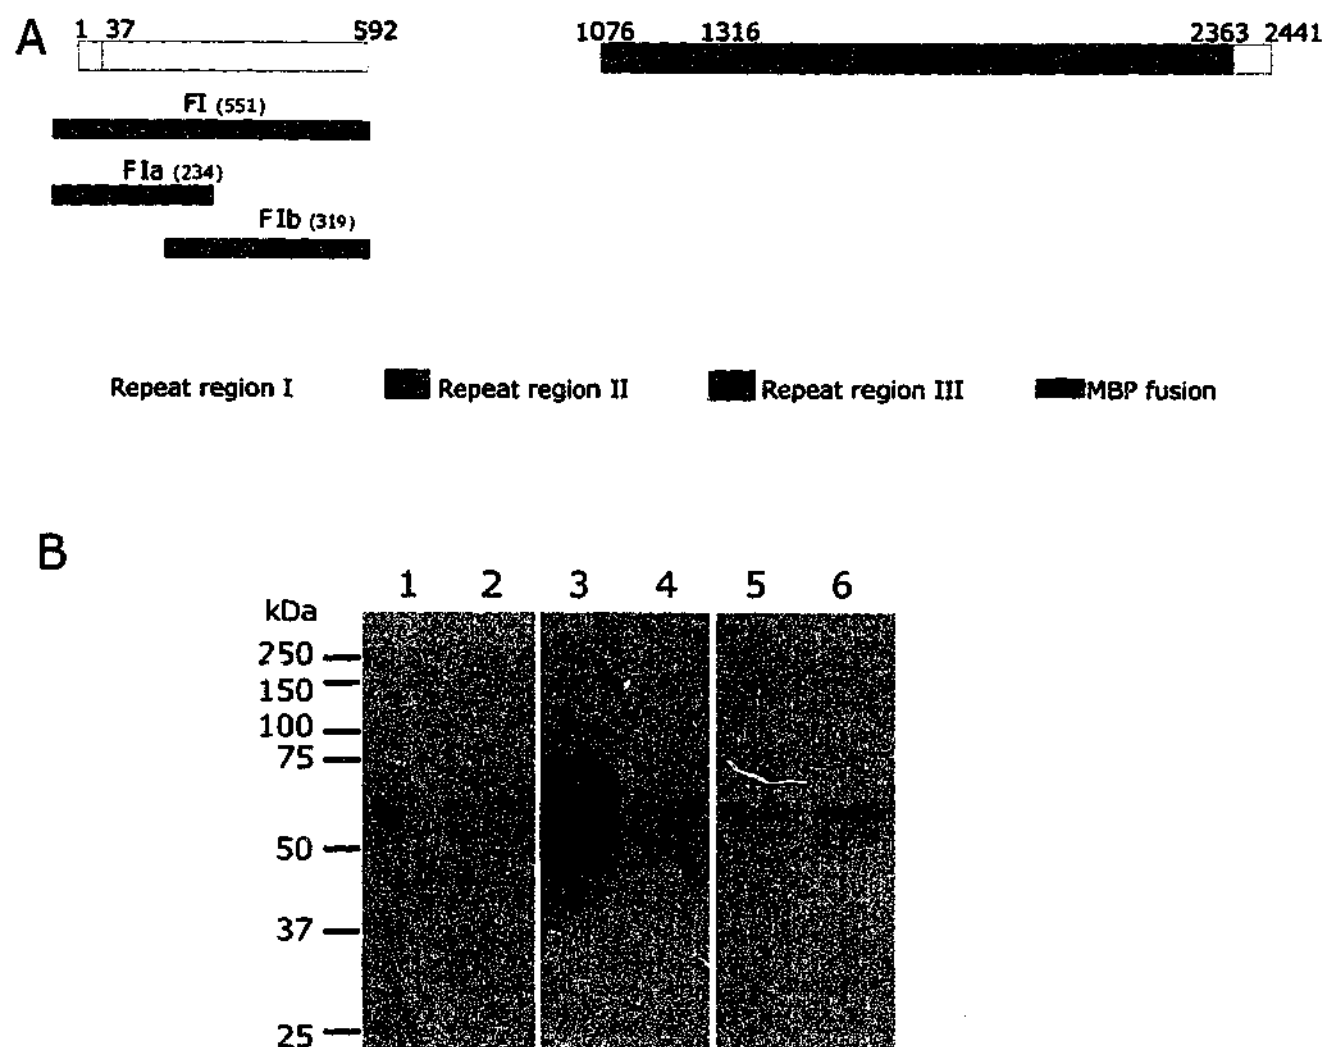 A
1 37 592 1076 1316 2363 2441
FI (551)
FIa (234)
FIb (319)
Repeat region I Repeat region II Repeat region III MBP fusion
B
1 2 3 4 5 6
kDa
250
150
100
75
50
37
25